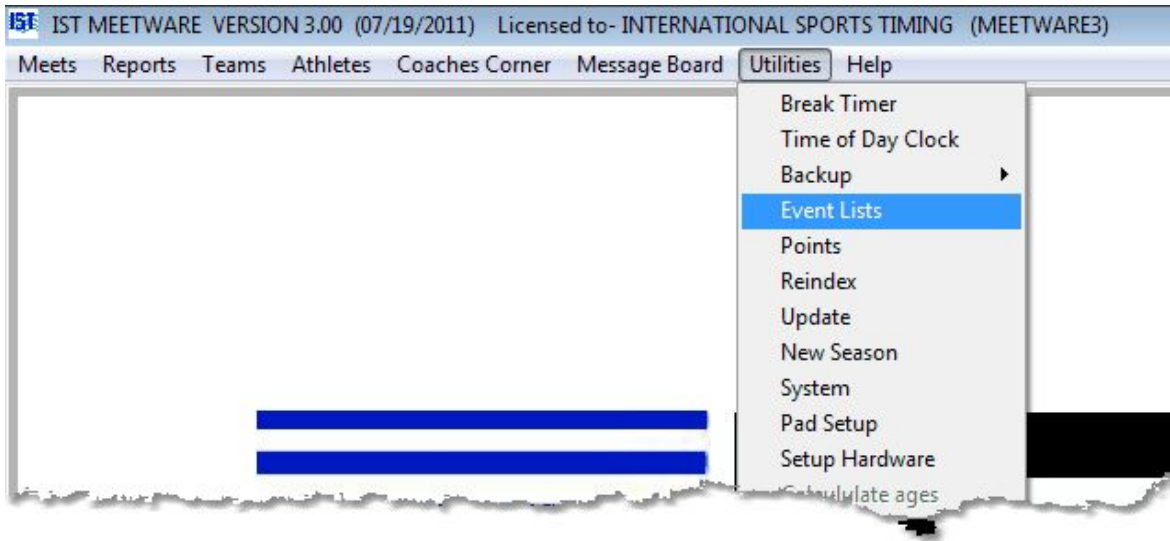 IST IST MEETWARE VERSION 3.00 (07/19/2011) Licensed to- INTERNATIONAL SPORTS TIMING (MEETWARE3)
Meets Reports Teams Athletes Coaches Corner Message Board Utilities Help
Break Timer
Time of Day Clock
Backup
Event Lists
Points
Reindex
Update
New Season
System
Pad Setup
Setup Hardware
ages